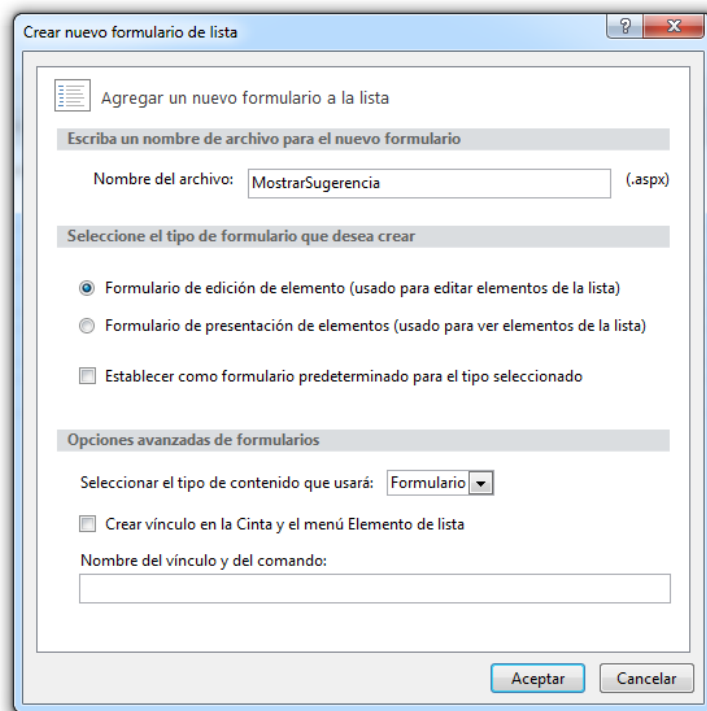 Crear nuevo formulario de lista
Agregar un nuevo formulario a la lista
Escriba un nombre de archivo para el nuevo formulario
Nombre del archivo: MostrarSugerencia (.aspx)
Seleccione el tipo de formulario que desea crear
Formulario de edición de elemento (usado para editar elementos de la lista)
Formulario de presentación de elementos (usado para ver elementos de la lista)
Establecer como formulario predeterminado para el tipo seleccionado
Opciones avanzadas de formularios
Seleccionar el tipo de contenido que usará: Formulario
Crear vínculo en la Cinta y el menú Elemento de lista
Nombre del vínculo y del comando:
Aceptar Cancelar